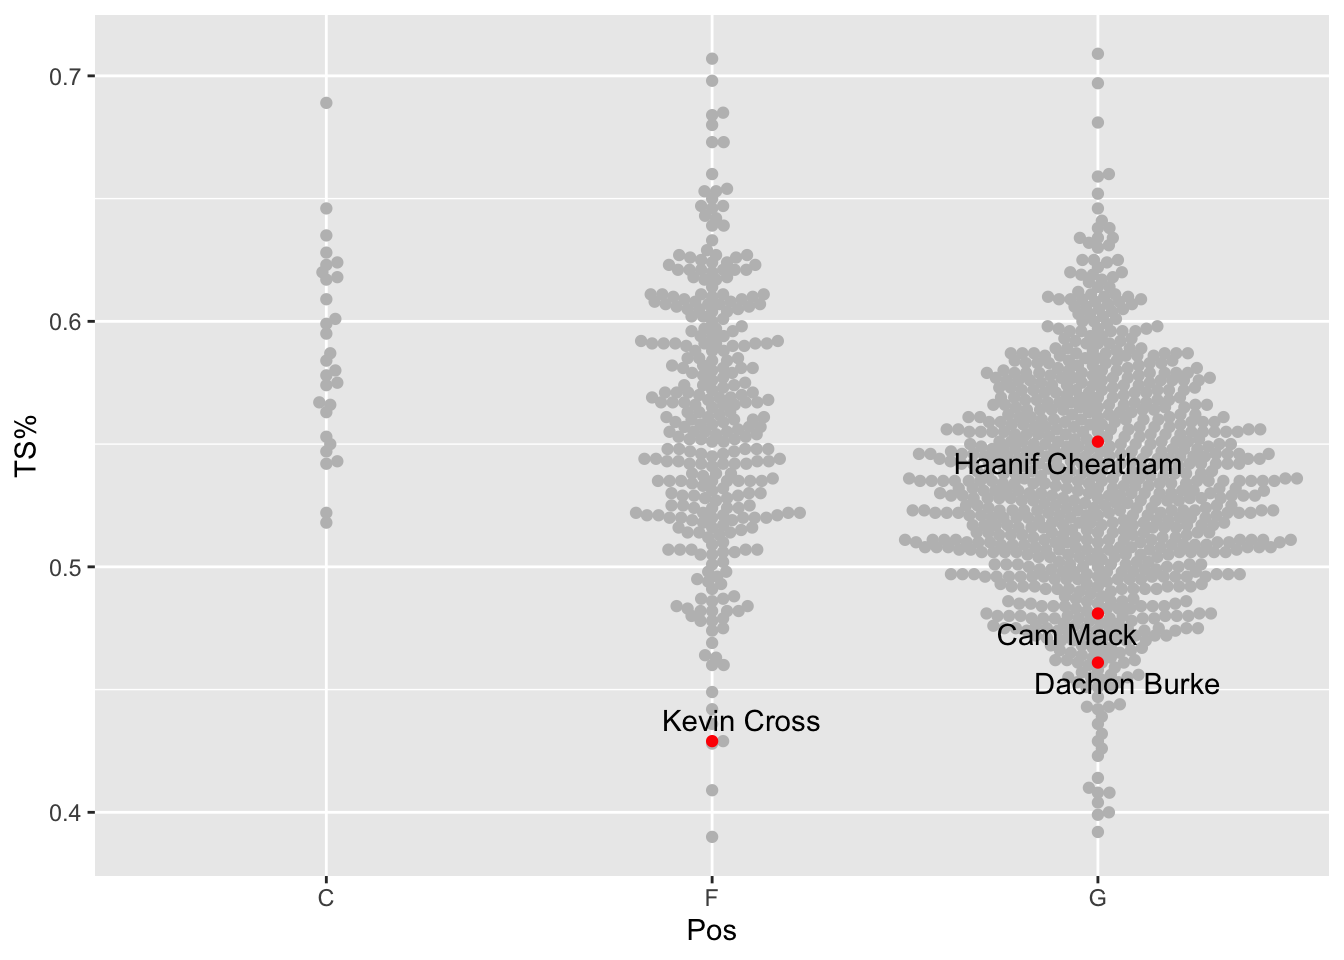 0.7
0.6
0.5
0.4
TS%
Haanif Cheatham
Cam Mack
Dachon Burke
Kevin Cross
C
F
G
Pos